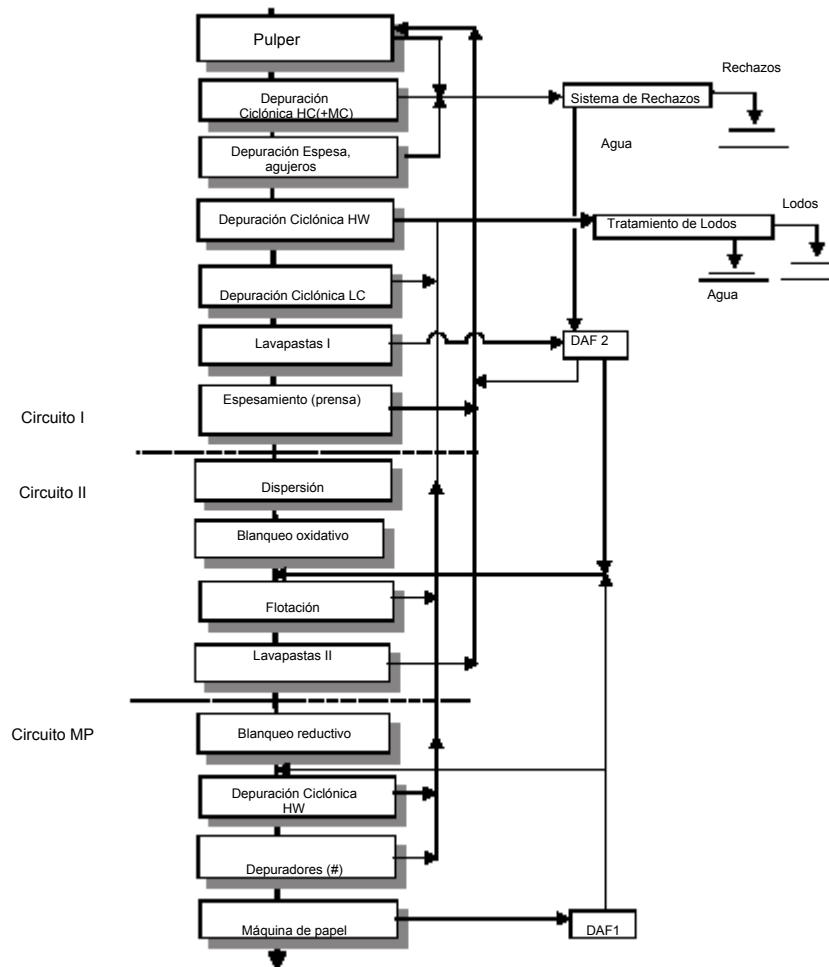 Pulper
Rechazos
Depuración
Ciclónica HC(+MC)
Sistema de Rechazos
Agua
Depuración Espesa,
agujeros
Lodos
Depuración Ciclónica HW
Tratamiento de Lodos
Depuración Ciclónica LC
Agua
Lavapastas I
DAF 2
Espesamiento (prensa)
Circuito I
Circuito II
Dispersión
Blanqueo oxidativo
Flotación
Lavapastas II
Circuito MP
Blanqueo reductivo
Depuración Ciclónica
HW
Depuradores (#)
Máquina de papel
DAF1